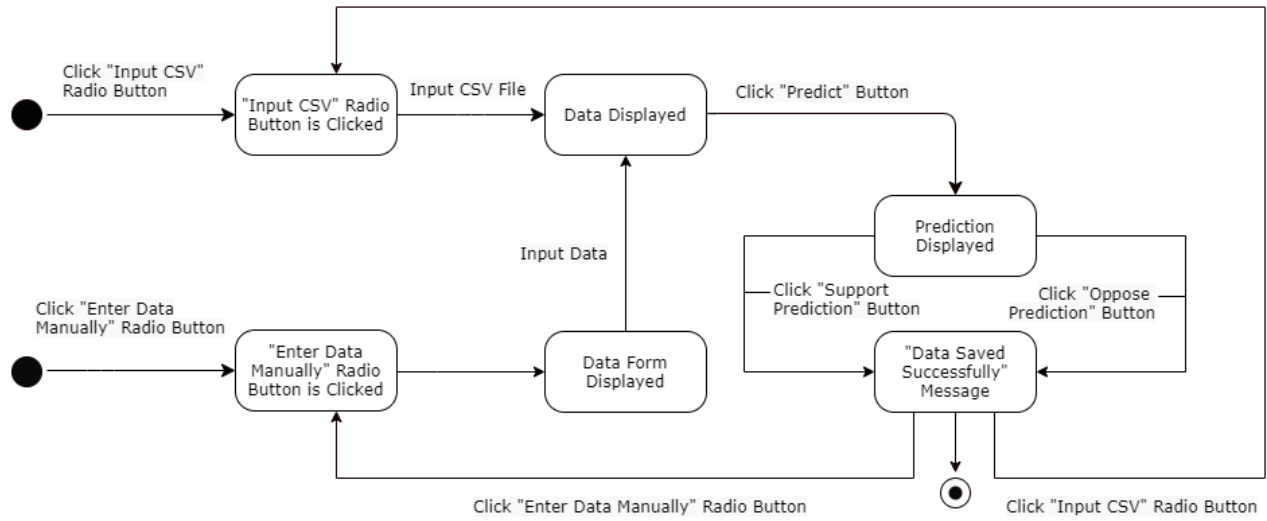 Click "Input CSV"
Radio Button
"Input CSV" Radio
Button is Clicked
Input CSV File
Data Displayed
Click "Predict" Button
Prediction
Displayed
Input Data
Click "Support
Prediction" Button
Click "Oppose
Prediction" Button
Click "Enter Data
Manually" Radio Button
"Enter Data
Manually" Radio
Button is Clicked
Data Form
Displayed
"Data Saved
Successfully"
Message
Click "Enter Data Manually" Radio Button
Click "Input CSV" Radio Button